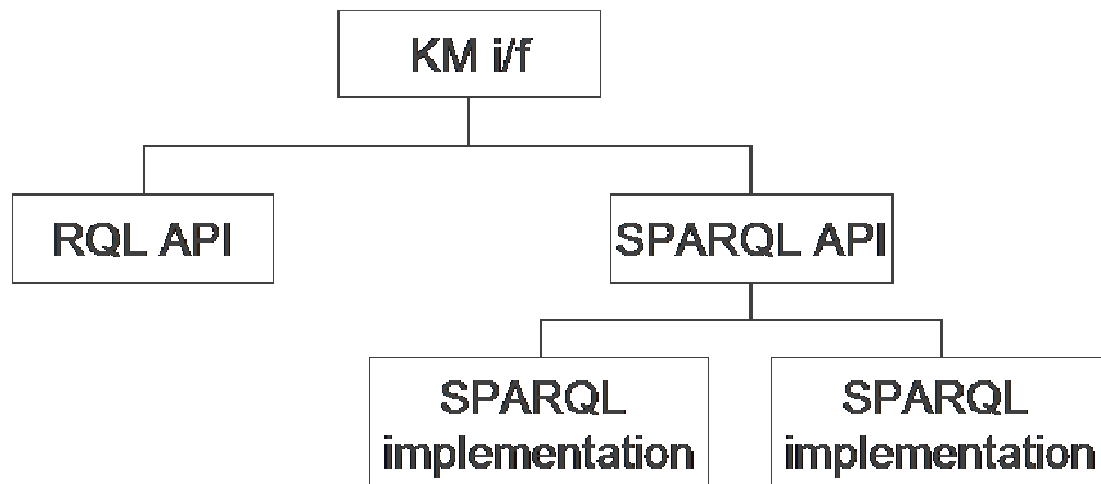 KM i/f
RQL API
SPARQL API
SPARQL
implementation
SPARQL
implementation